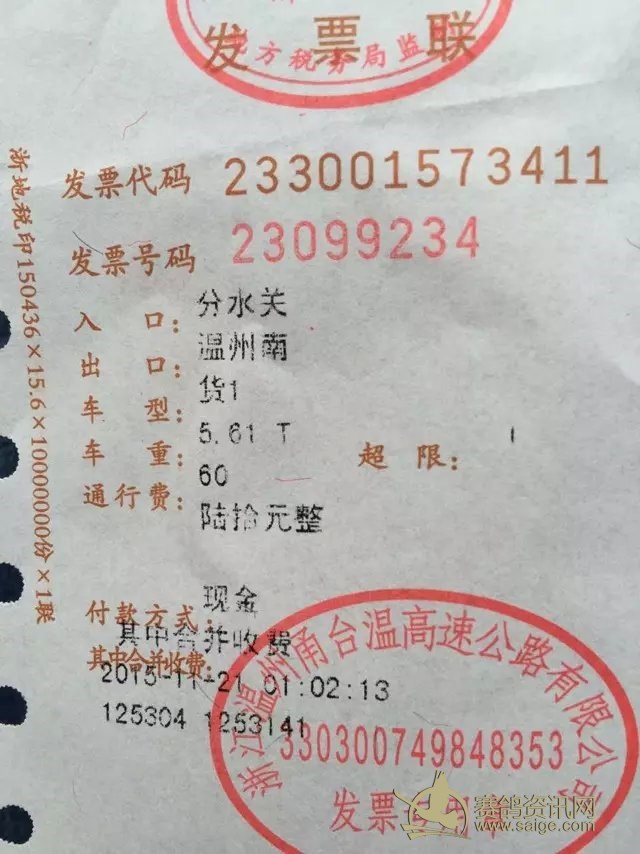 发票联
地方税务局监
发票代码 233001573411
发票号码 23099234
入口: 分水关
出口: 温州南
车型: 货1
车重: 5.61 T
超限:
通行费: 60
陆拾元整
付款方式: 现金
其中合并收费
其中合并收费:
2015-11-21 01:02:13
125304 1253141
浙江温州甬台温高速公路有限公司
330300749848353
发票专用章
浙地税印150436×15.6×10000000份×1联
赛鸽资讯网
www.saige.com